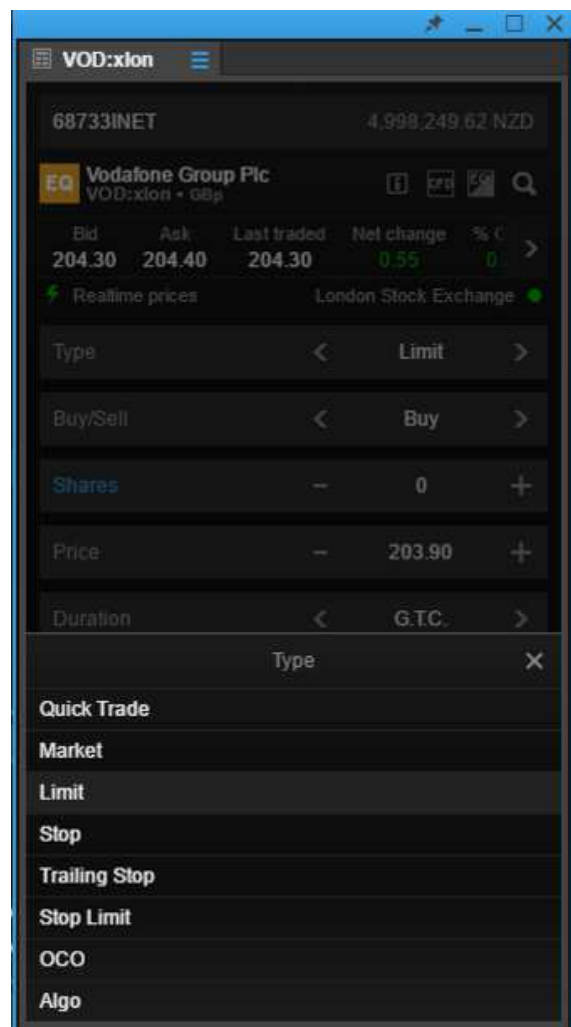 VOD:xlon
68733INET 4,998,249.62 NZD
EQ Vodafone Group Plc
VOD:xlon • GBp
CFD
Bid Ask Last traded Net change %
204.30 204.40 204.30 0.55 0
Realtime prices London Stock Exchange
Type Limit
Buy/Sell Buy
Shares − 0 +
Price − 203.90 +
Duration G.T.C.
Type
Quick Trade
Market
Limit
Stop
Trailing Stop
Stop Limit
OCO
Algo